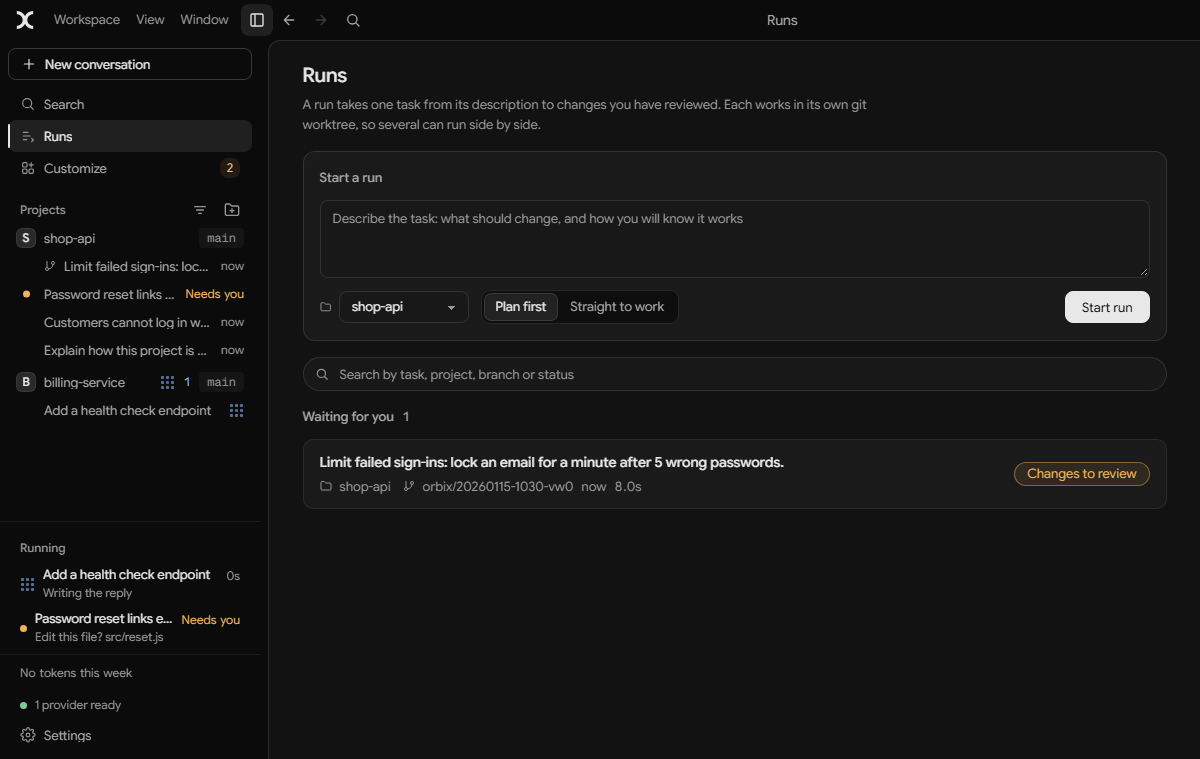 Workspace View Window
Runs
New conversation
Search
Runs
Customize 2
Projects
S shop-api main
Limit failed sign-ins: loc... now
Password reset links ... Needs you
Customers cannot log in w... now
Explain how this project is ... now
B billing-service 1 main
Add a health check endpoint
Running
Add a health check endpoint 0s
Writing the reply
Password reset links e... Needs you
Edit this file? src/reset.js
No tokens this week
1 provider ready
Settings
Runs
A run takes one task from its description to changes you have reviewed. Each works in its own git
worktree, so several can run side by side.
Start a run
Describe the task: what should change, and how you will know it works
shop-api Plan first Straight to work Start run
Search by task, project, branch or status
Waiting for you 1
Limit failed sign-ins: lock an email for a minute after 5 wrong passwords.
shop-api orbix/20260115-1030-vw0 now 8.0s
Changes to review